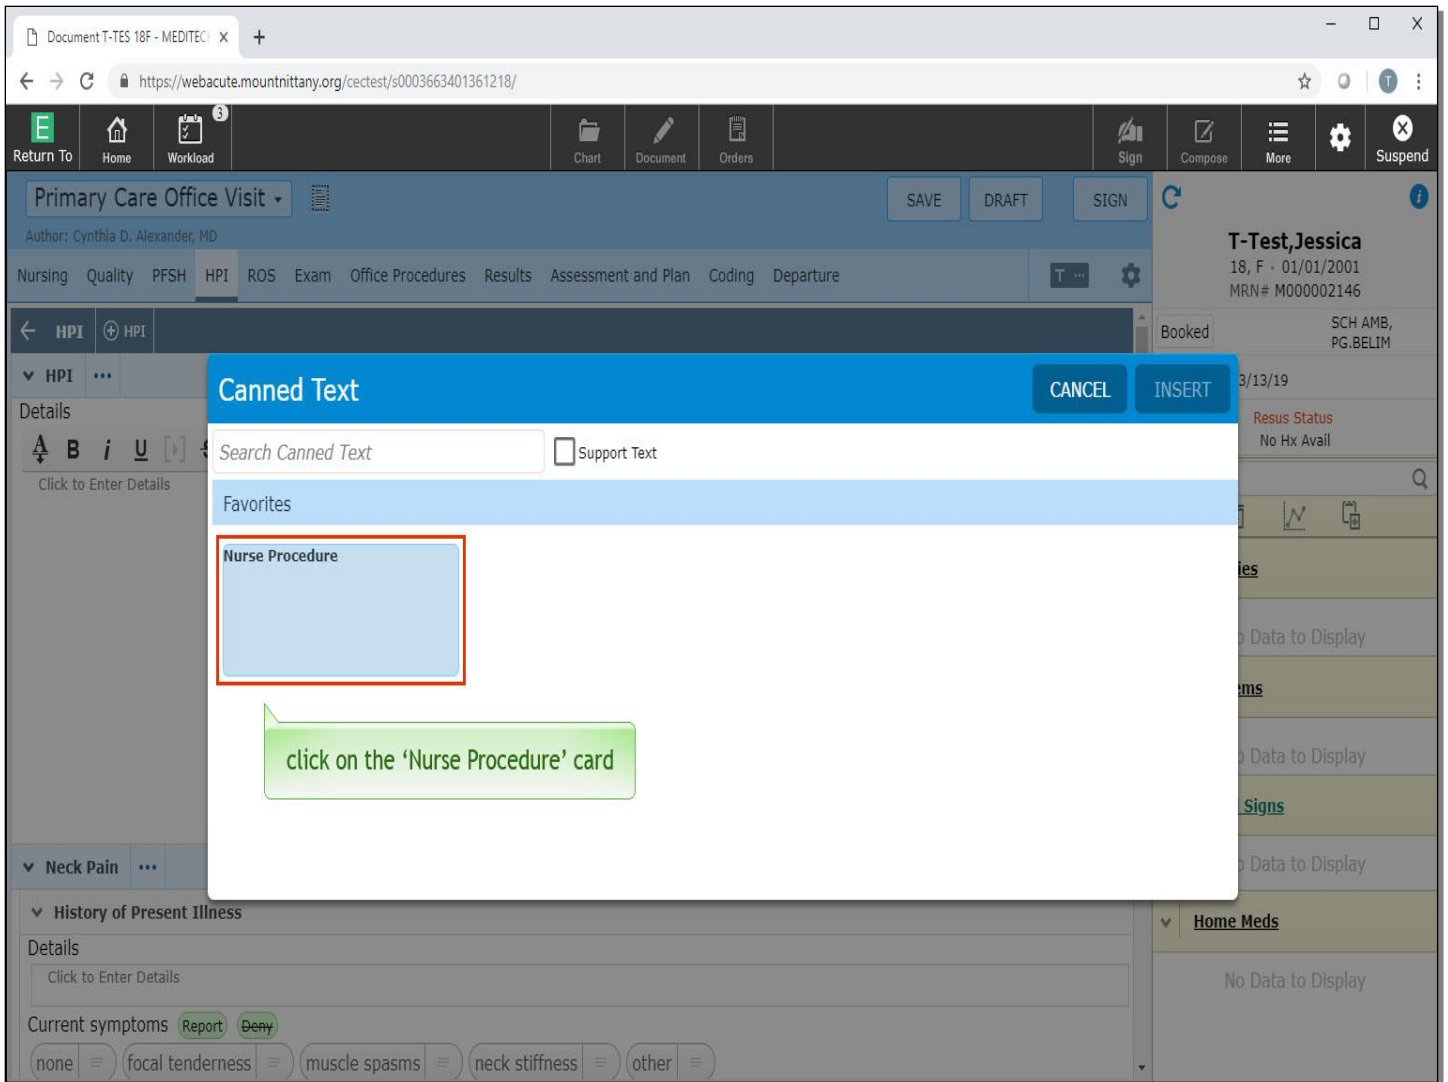 Document T-TES 18F - MEDITECH
https://webacute.mountnittany.org/cectest/s0003663401361218/
T
E
Return To
Home
3
Workload
Chart
Document
Orders
Sign
Compose
More
Suspend
Primary Care Office Visit
SAVE
DRAFT
SIGN
Author: Cynthia D. Alexander, MD
Nursing Quality PFSH HPI ROS Exam Office Procedures Results Assessment and Plan Coding Departure
T ...
T-Test,Jessica
18, F · 01/01/2001
MRN# M000002146
Booked
SCH AMB,
PG.BELIM
3/13/19
Resus Status
No Hx Avail
HPI
HPI
HPI
Details
B i U
Click to Enter Details
Canned Text
CANCEL
INSERT
Search Canned Text
Support Text
Favorites
Nurse Procedure
click on the ‘Nurse Procedure’ card
ies
Data to Display
ms
Data to Display
Signs
Data to Display
Home Meds
No Data to Display
Neck Pain
History of Present Illness
Details
Click to Enter Details
Current symptoms Report Deny
none focal tenderness muscle spasms neck stiffness other